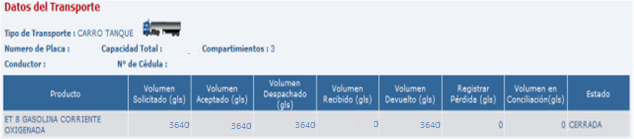 Datos del Transporte
Tipo de Transporte : CARRO TANQUE
Numero de Placa : Capacidad Total : Compartimientos : 3
Conductor : Nº de Cédula :
Producto Volumen Solicitado (gls) Volumen Aceptado (gls) Volumen Despachado (gls) Volumen Recibido (gls) Volumen Devuelto (gls) Registrar Pérdida (gls) Volumen en Conciliación(gls) Estado
ET 8 GASOLINA CORRIENTE OXIGENADA 3640 3640 3640 0 3640 0 0 CERRADA